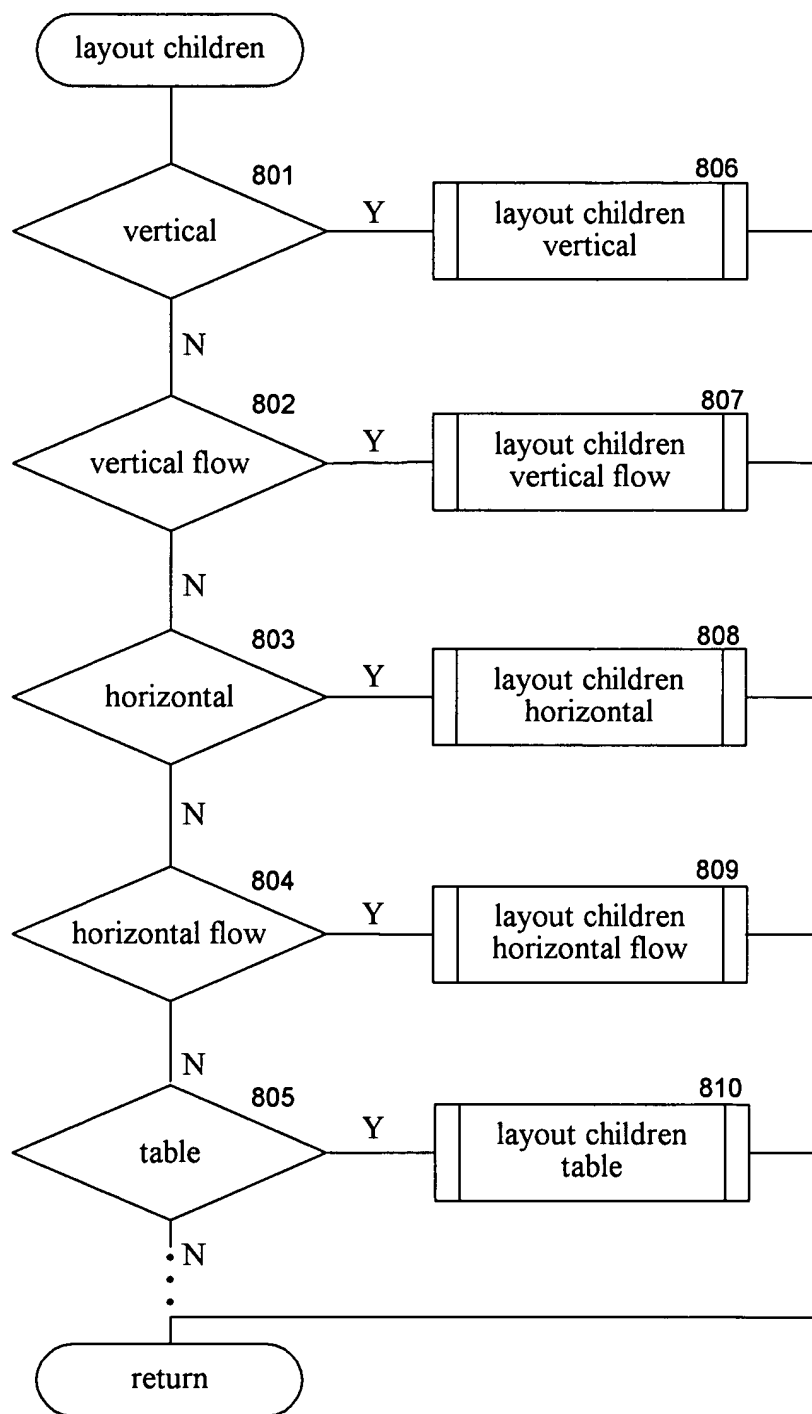 layout children
801
vertical
Y
806
layout children
vertical
N
802
vertical flow
Y
807
layout children
vertical flow
N
803
horizontal
Y
808
layout children
horizontal
N
804
horizontal flow
Y
809
layout children
horizontal flow
N
805
table
Y
810
layout children
table
N
return